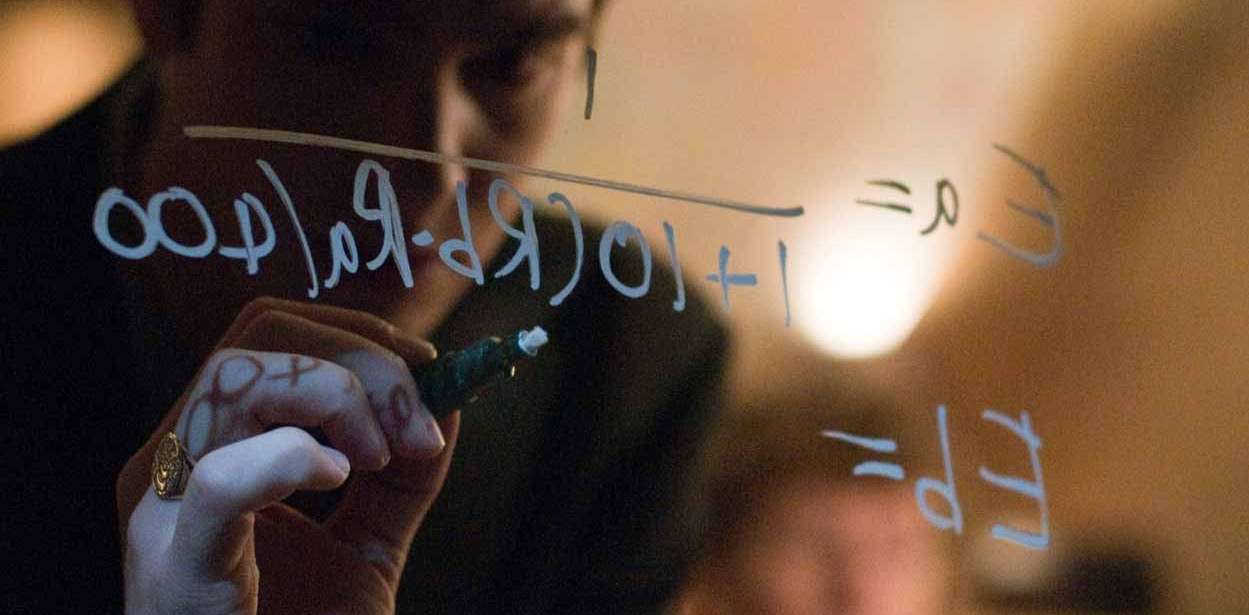 1
Ea =
1+10(Rb-Ra/400
Eb =